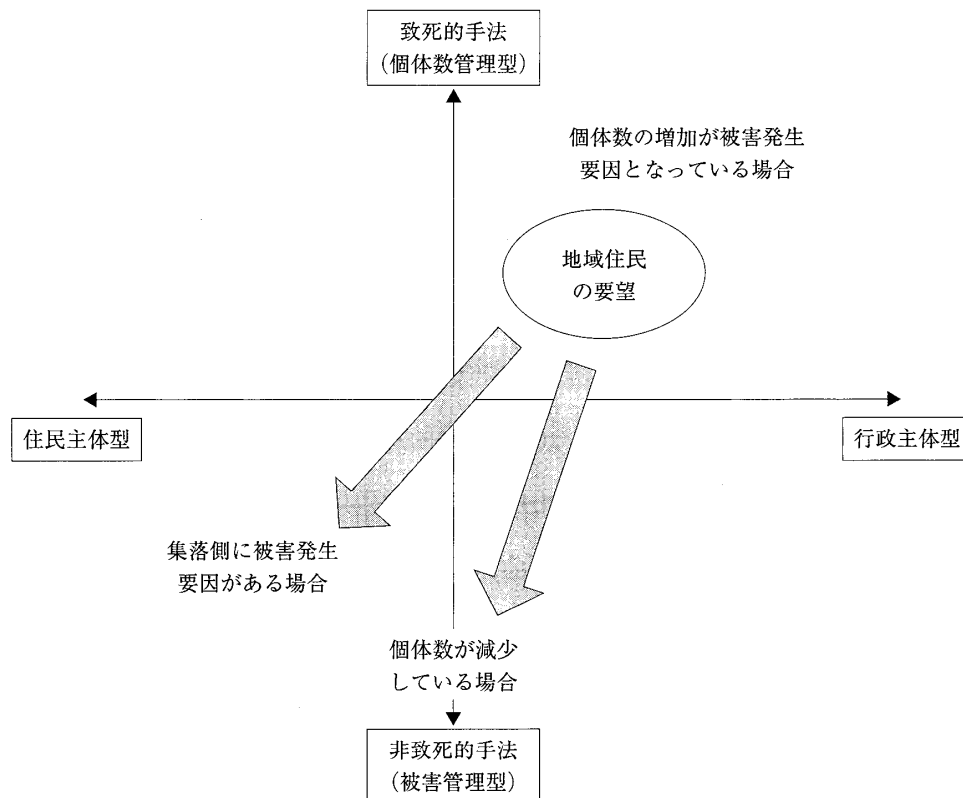 致死的手法
(個体数管理型)
個体数の増加が被害発生
要因となっている場合
地域住民
の要望
住民主体型
行政主体型
集落側に被害発生
要因がある場合
個体数が減少
している場合
非致死的手法
(被害管理型)